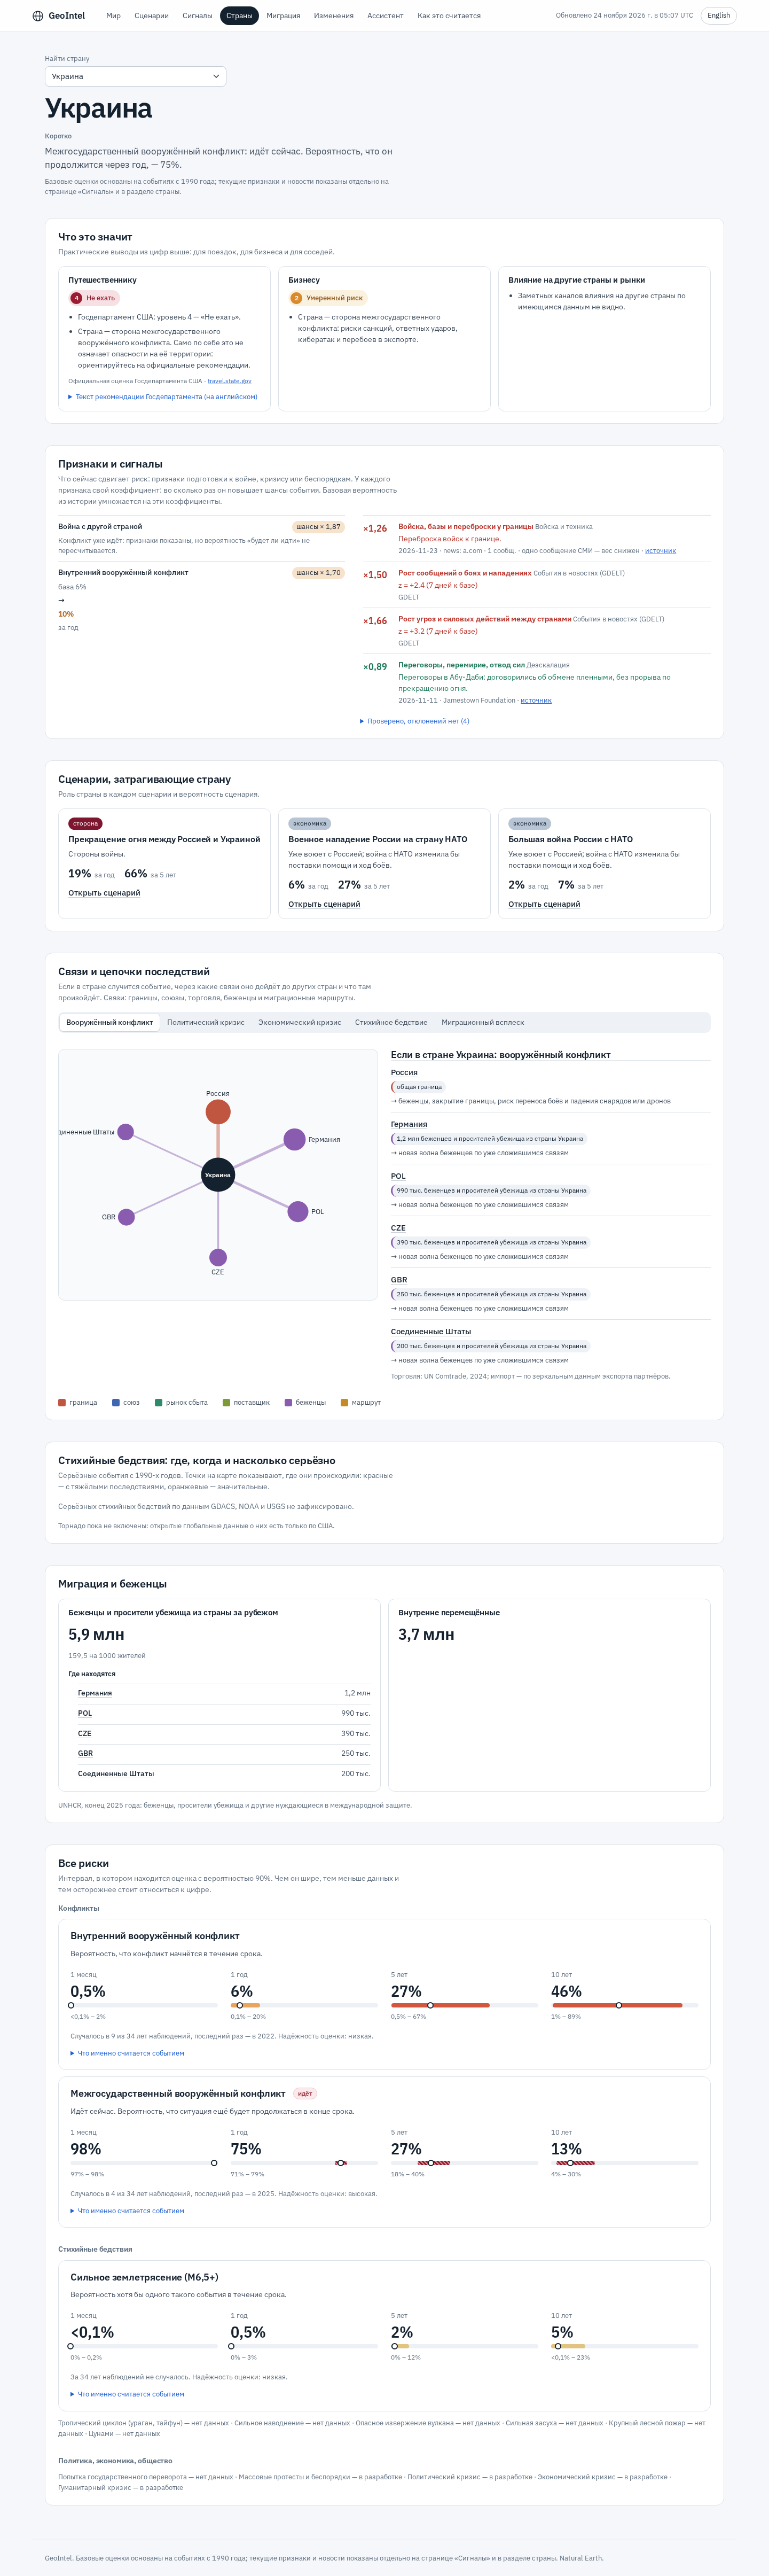 GeoIntel
Мир Сценарии Сигналы Страны Миграция Изменения Ассистент Как это считается
Обновлено 24 ноября 2026 г. в 05:07 UTC
English
Найти страну
Украина
Украина
Коротко
Межгосударственный вооружённый конфликт: идёт сейчас. Вероятность, что он
продолжится через год, — 75%.
Базовые оценки основаны на событиях с 1990 года; текущие признаки и новости показаны отдельно на
странице «Сигналы» и в разделе страны.
Что это значит
Практические выводы из цифр выше: для поездок, для бизнеса и для соседей.
Путешественнику
4 Не ехать
Госдепартамент США: уровень 4 — «Не ехать».
Страна — сторона межгосударственного
вооружённого конфликта. Само по себе это не
означает опасности на её территории:
ориентируйтесь на официальные рекомендации.
Официальная оценка Госдепартамента США · travel.state.gov
Текст рекомендации Госдепартамента (на английском)
Бизнесу
2 Умеренный риск
Страна — сторона межгосударственного
конфликта: риски санкций, ответных ударов,
кибератак и перебоев в экспорте.
Влияние на другие страны и рынки
Заметных каналов влияния на другие страны по
имеющимся данным не видно.
Признаки и сигналы
Что сейчас сдвигает риск: признаки подготовки к войне, кризису или беспорядкам. У каждого
признака свой коэффициент: во сколько раз он повышает шансы события. Базовая вероятность
из истории умножается на эти коэффициенты.
Война с другой страной шансы × 1,87
Конфликт уже идёт: признаки показаны, но вероятность «будет ли идти» не
пересчитывается.
Внутренний вооружённый конфликт шансы × 1,70
база 6%
→
10%
за год
×1,26 Войска, базы и переброски у границы Войска и техника
Переброска войск к границе.
2026-11-23 · news: a.com · 1 сообщ. · одно сообщение СМИ — вес снижен · источник
×1,50 Рост сообщений о боях и нападениях События в новостях (GDELT)
z = +2.4 (7 дней к базе)
GDELT
×1,66 Рост угроз и силовых действий между странами События в новостях (GDELT)
z = +3.2 (7 дней к базе)
GDELT
×0,89 Переговоры, перемирие, отвод сил Деэскалация
Переговоры в Абу-Даби: договорились об обмене пленными, без прорыва по
прекращению огня.
2026-11-11 · Jamestown Foundation · источник
Проверено, отклонений нет (4)
Сценарии, затрагивающие страну
Роль страны в каждом сценарии и вероятность сценария.
сторона
Прекращение огня между Россией и Украиной
Стороны войны.
19% за год 66% за 5 лет
Открыть сценарий
экономика
Военное нападение России на страну НАТО
Уже воюет с Россией; война с НАТО изменила бы
поставки помощи и ход боёв.
6% за год 27% за 5 лет
Открыть сценарий
экономика
Большая война России с НАТО
Уже воюет с Россией; война с НАТО изменила бы
поставки помощи и ход боёв.
2% за год 7% за 5 лет
Открыть сценарий
Связи и цепочки последствий
Если в стране случится событие, через какие связи оно дойдёт до других стран и что там
произойдёт. Связи: границы, союзы, торговля, беженцы и миграционные маршруты.
Вооружённый конфликт Политический кризис Экономический кризис Стихийное бедствие Миграционный всплеск
Россия
диненные Штаты
Германия
Украина
GBR
POL
CZE
Если в стране Украина: вооружённый конфликт
Россия
общая граница
→ беженцы, закрытие границы, риск переноса боёв и падения снарядов или дронов
Германия
1,2 млн беженцев и просителей убежища из страны Украина
→ новая волна беженцев по уже сложившимся связям
POL
990 тыс. беженцев и просителей убежища из страны Украина
→ новая волна беженцев по уже сложившимся связям
CZE
390 тыс. беженцев и просителей убежища из страны Украина
→ новая волна беженцев по уже сложившимся связям
GBR
250 тыс. беженцев и просителей убежища из страны Украина
→ новая волна беженцев по уже сложившимся связям
Соединенные Штаты
200 тыс. беженцев и просителей убежища из страны Украина
→ новая волна беженцев по уже сложившимся связям
Торговля: UN Comtrade, 2024; импорт — по зеркальным данным экспорта партнёров.
граница союз рынок сбыта поставщик беженцы маршрут
Стихийные бедствия: где, когда и насколько серьёзно
Серьёзные события с 1990-х годов. Точки на карте показывают, где они происходили: красные
— с тяжёлыми последствиями, оранжевые — значительные.
Серьёзных стихийных бедствий по данным GDACS, NOAA и USGS не зафиксировано.
Торнадо пока не включены: открытые глобальные данные о них есть только по США.
Миграция и беженцы
Беженцы и просители убежища из страны за рубежом
5,9 млн
159,5 на 1000 жителей
Где находятся
Германия 1,2 млн
POL 990 тыс.
CZE 390 тыс.
GBR 250 тыс.
Соединенные Штаты 200 тыс.
Внутренне перемещённые
3,7 млн
UNHCR, конец 2025 года: беженцы, просители убежища и другие нуждающиеся в международной защите.
Все риски
Интервал, в котором находится оценка с вероятностью 90%. Чем он шире, тем меньше данных и
тем осторожнее стоит относиться к цифре.
Конфликты
Внутренний вооружённый конфликт
Вероятность, что конфликт начнётся в течение срока.
1 месяц 1 год 5 лет 10 лет
0,5% 6% 27% 46%
<0,1% – 2% 0,1% – 20% 0,5% – 67% 1% – 89%
Случалось в 9 из 34 лет наблюдений, последний раз — в 2022. Надёжность оценки: низкая.
Что именно считается событием
Межгосударственный вооружённый конфликт идёт
Идёт сейчас. Вероятность, что ситуация ещё будет продолжаться в конце срока.
1 месяц 1 год 5 лет 10 лет
98% 75% 27% 13%
97% – 98% 71% – 79% 18% – 40% 4% – 30%
Случалось в 4 из 34 лет наблюдений, последний раз — в 2025. Надёжность оценки: высокая.
Что именно считается событием
Стихийные бедствия
Сильное землетрясение (M6,5+)
Вероятность хотя бы одного такого события в течение срока.
1 месяц 1 год 5 лет 10 лет
<0,1% 0,5% 2% 5%
0% – 0,2% 0% – 3% 0% – 12% <0,1% – 23%
За 34 лет наблюдений не случалось. Надёжность оценки: низкая.
Что именно считается событием
Тропический циклон (ураган, тайфун) — нет данных · Сильное наводнение — нет данных · Опасное извержение вулкана — нет данных · Сильная засуха — нет данных · Крупный лесной пожар — нет
данных · Цунами — нет данных
Политика, экономика, общество
Попытка государственного переворота — нет данных · Массовые протесты и беспорядки — в разработке · Политический кризис — в разработке · Экономический кризис — в разработке ·
Гуманитарный кризис — в разработке
GeoIntel. Базовые оценки основаны на событиях с 1990 года; текущие признаки и новости показаны отдельно на странице «Сигналы» и в разделе страны. Natural Earth.